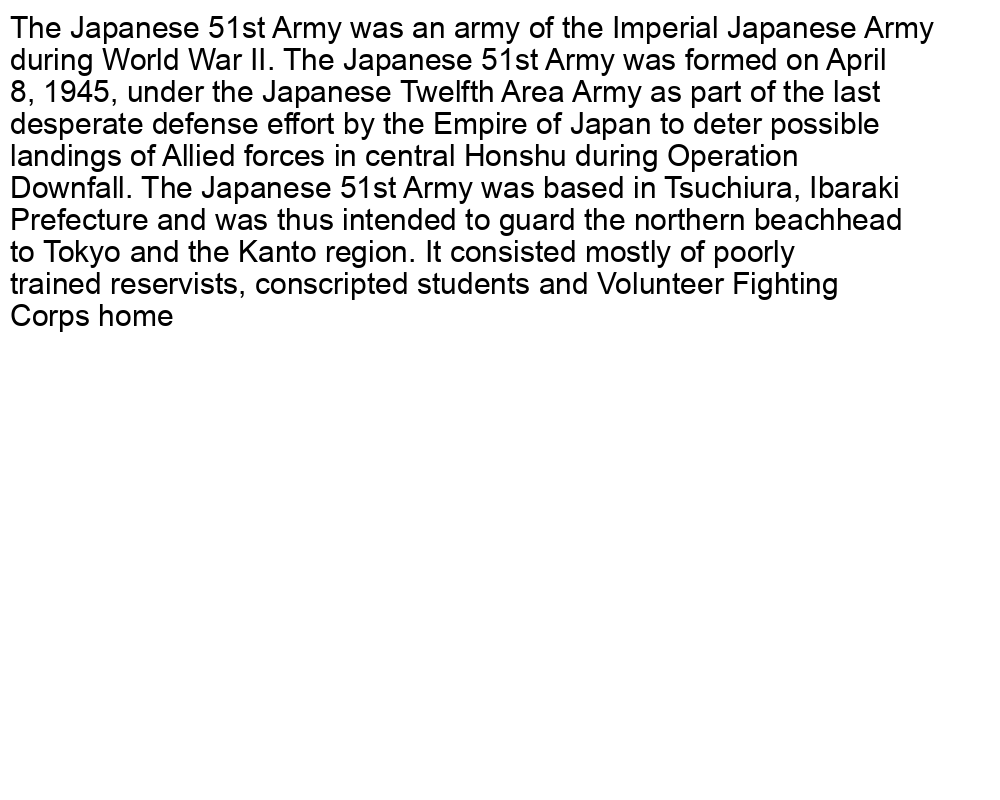 The Japanese 51st Army was an army of the Imperial Japanese Army
during World War II. The Japanese 51st Army was formed on April
8, 1945, under the Japanese Twelfth Area Army as part of the last
desperate defense effort by the Empire of Japan to deter possible
landings of Allied forces in central Honshu during Operation
Downfall. The Japanese 51st Army was based in Tsuchiura, Ibaraki
Prefecture and was thus intended to guard the northern beachhead
to Tokyo and the Kanto region. It consisted mostly of poorly
trained reservists, conscripted students and Volunteer Fighting
Corps home